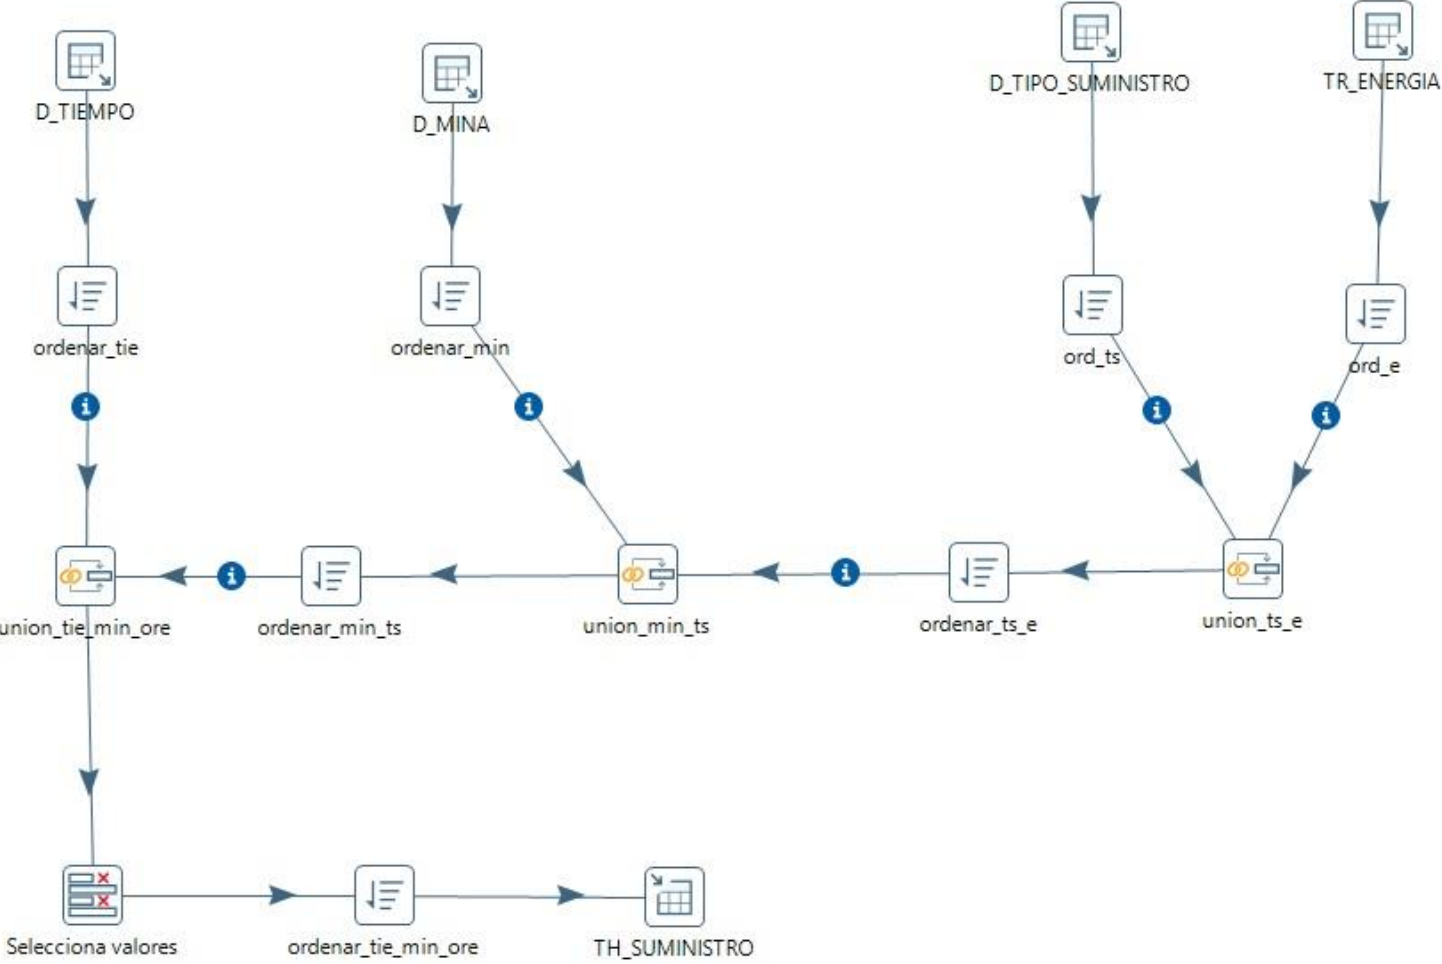 D_TIEMPO
D_MINA
D_TIPO_SUMINISTRO
TR_ENERGIA
ordenar_tie
ordenar_min
ord_ts
ord_e
union_tie_min_ore
ordenar_min_ts
union_min_ts
ordenar_ts_e
union_ts_e
Selecciona valores
ordenar_tie_min_ore
TH_SUMINISTRO